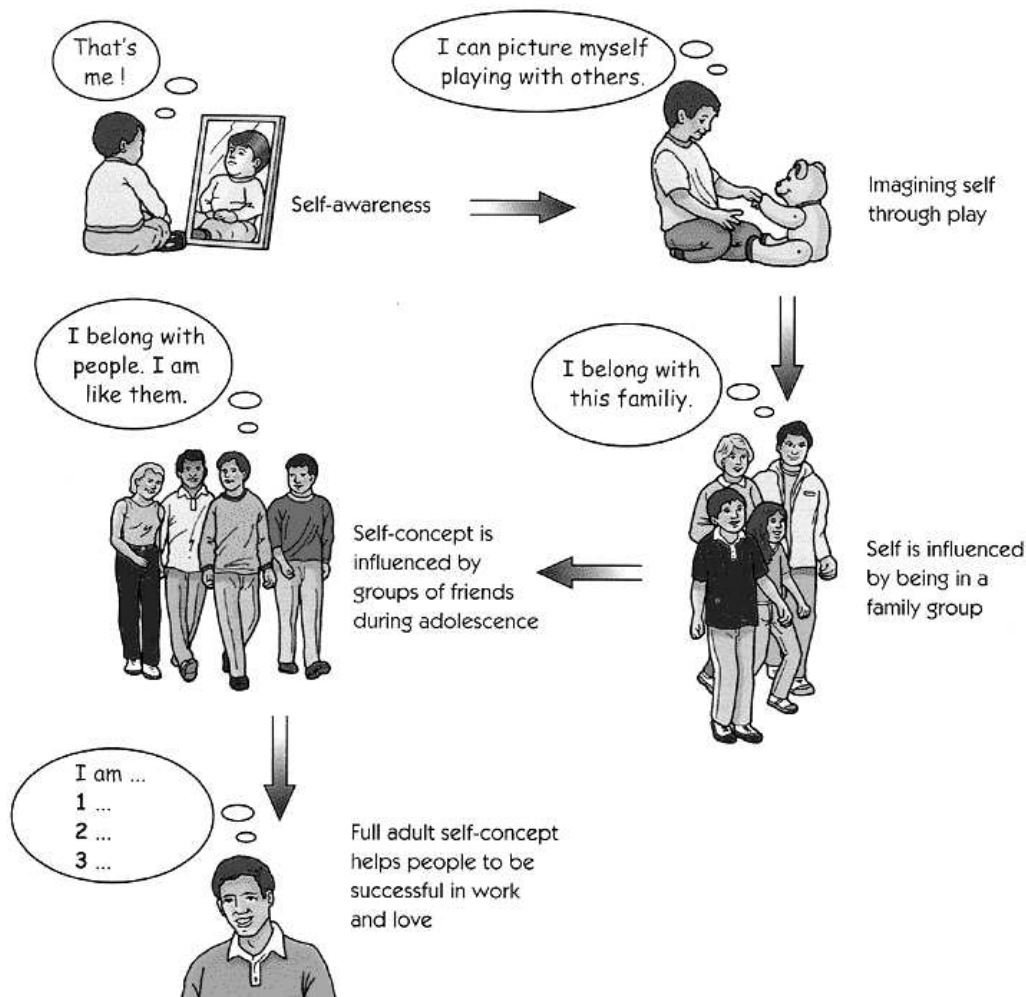 That's
me !
Self-awareness
I can picture myself
playing with others.
Imagining self
through play
I belong with
this familiy.
Self is influenced
by being in a
family group
I belong with
people. I am
like them.
Self-concept is
influenced by
groups of friends
during adolescence
I am ...
1 ...
2 ...
3 ...
Full adult self-concept
helps people to be
successful in work
and love